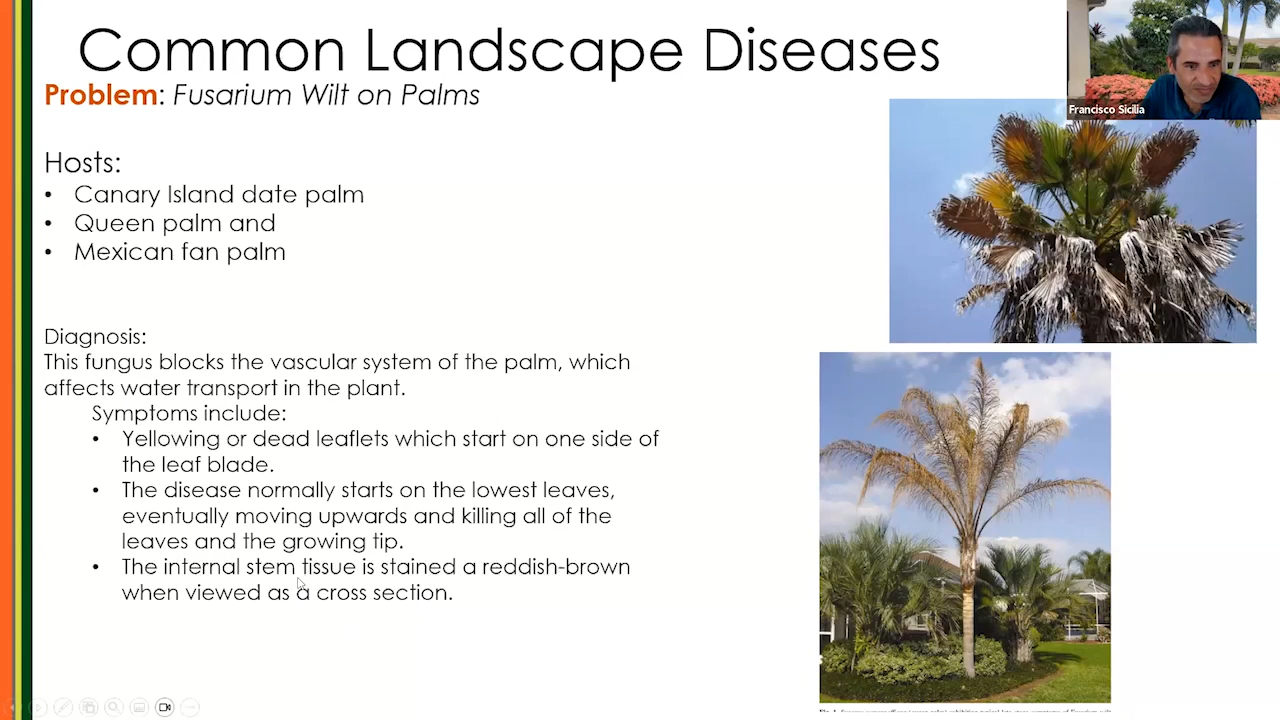 Common Landscape Diseases
Problem: Fusarium Wilt on Palms
Francisco Sicilia
Hosts:
• Canary Island date palm
• Queen palm and
• Mexican fan palm
Diagnosis:
This fungus blocks the vascular system of the palm, which
affects water transport in the plant.
Symptoms include:
• Yellowing or dead leaflets which start on one side of
the leaf blade.
• The disease normally starts on the lowest leaves,
eventually moving upwards and killing all of the
leaves and the growing tip.
• The internal stem tissue is stained a reddish-brown
when viewed as a cross section.